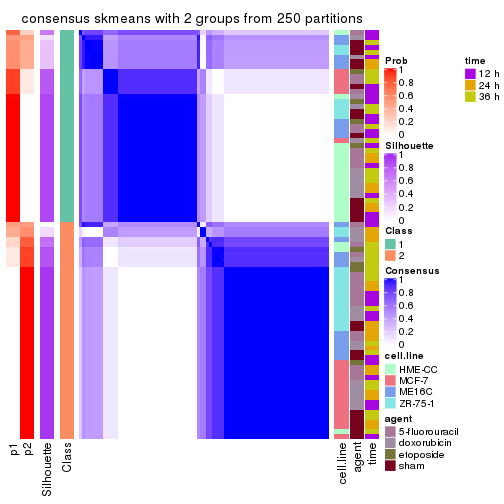 consensus skmeans with 2 groups from 250 partitions
p1
p2
Silhouette
Class
cell.line
agent
time
Prob
1
0.8
0.6
0.4
0.2
0
Silhouette
1
0.8
0.6
0.4
0.2
0
Class
1
2
Consensus
1
0.8
0.6
0.4
0.2
0
cell.line
HME-CC
MCF-7
ME16C
ZR-75-1
agent
5-fluorouracil
doxorubicin
etoposide
sham
time
12 h
24 h
36 h